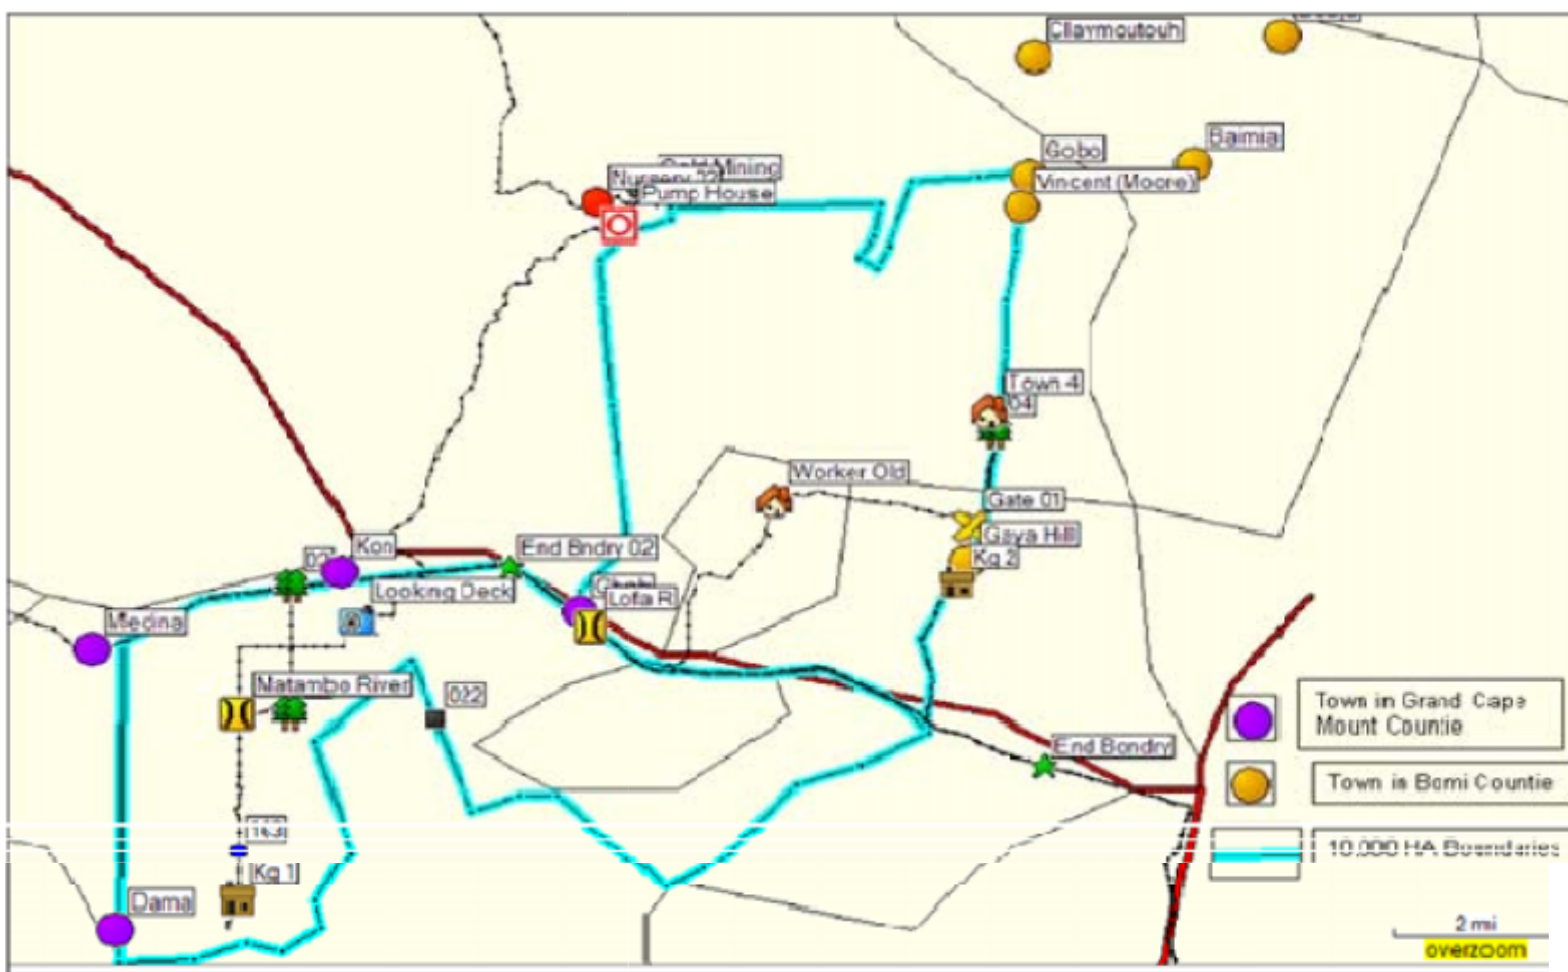 Gobo
Baimia
Mining
Pump House
Vincent (Moore)
Town 4
04
Worker Old
Gate 01
Gaya Hill
Kg 2
Kon
End Bndry 02
Looking Deck
Lofa R
Medina
Matambo River
022
End Bondry
163
Kg 1
Dama
Town in Grand Cape
Mount Countie
Town in Bomi Countie
10,000 HA Boundaries
2 mi
overzoom